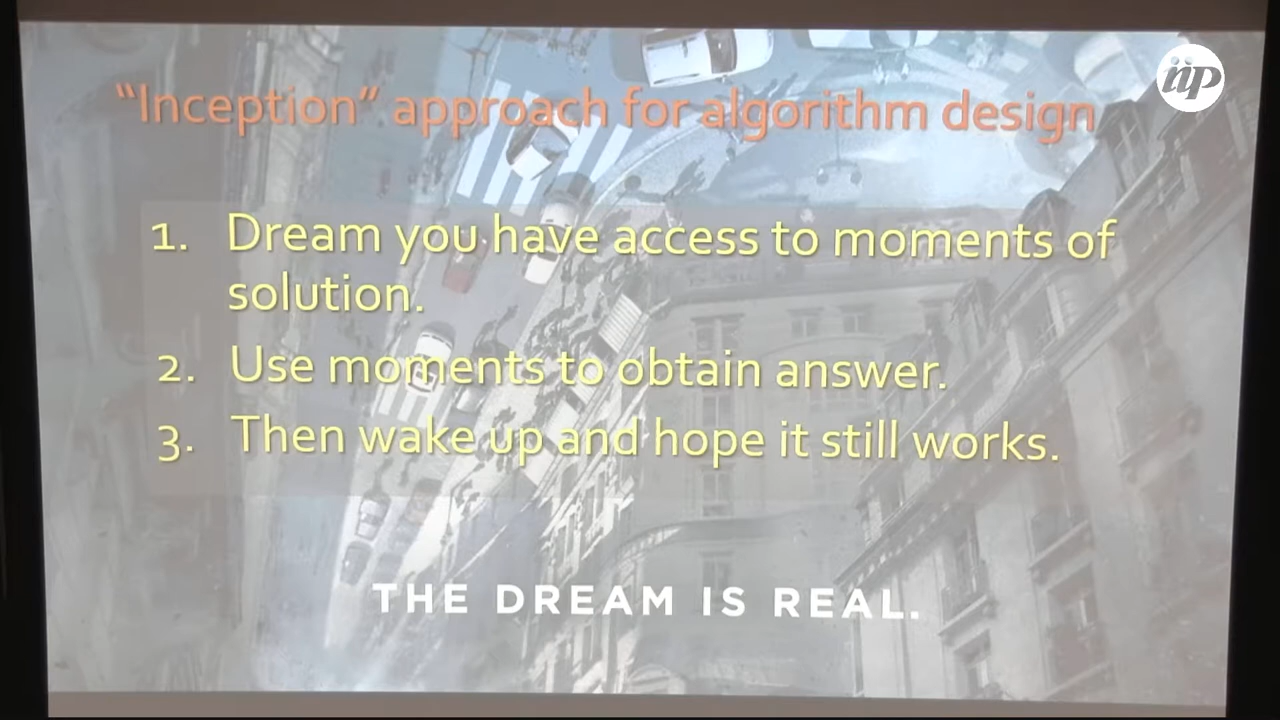 üp
“Inception” approach for algorithm design
1. Dream you have access to moments of
solution.
2. Use moments to obtain answer.
3. Then wake up and hope it still works.
THE DREAM IS REAL.